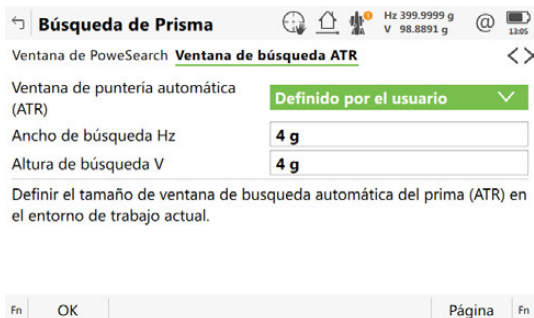 Búsqueda de Prisma
Hz 399.9999 g
V 98.8891 g
@
13:05
Ventana de PoweSearch Ventana de búsqueda ATR
Ventana de puntería automática (ATR)
Definido por el usuario
Ancho de búsqueda Hz 4 g
Altura de búsqueda V 4 g
Definir el tamaño de ventana de busqueda automática del prima (ATR) en
el entorno de trabajo actual.
Fn OK Página Fn